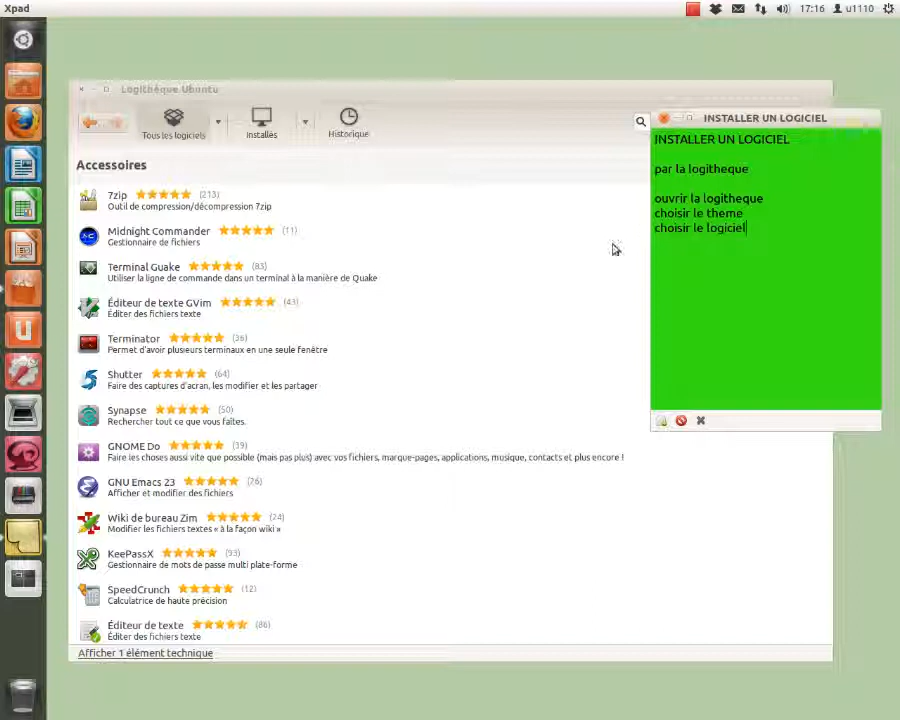 Xpad
17:16
u1110
Logithèque Ubuntu
Tous les logiciels
Installés
Historique
Accessoires
7zip (213)
Outil de compression/décompression 7zip
Midnight Commander (11)
Gestionnaire de fichiers
Terminal Guake (83)
Utiliser la ligne de commande dans un terminal à la manière de Quake
Éditeur de texte GVim (43)
Éditer des fichiers texte
Terminator (36)
Permet d'avoir plusieurs terminaux en une seule fenêtre
Shutter (64)
Faire des captures d'acran, les modifier et les partager
Synapse (50)
Rechercher tout ce que vous faîtes.
GNOME Do (39)
Faire les choses aussi vite que possible (mais pas plus) avec vos fichiers, marque-pages, applications, musique, contacts et plus encore !
GNU Emacs 23 (76)
Afficher et modifier des fichiers
Wiki de bureau Zim (24)
Modifier les fichiers textes « à la façon wiki »
KeePassX (93)
Gestionnaire de mots de passe multi plate-forme
SpeedCrunch (12)
Calculatrice de haute précision
Éditeur de texte (86)
Éditer des fichiers texte
Afficher 1 élément technique
INSTALLER UN LOGICIEL
INSTALLER UN LOGICIEL
par la logitheque
ouvrir la logitheque
choisir le theme
choisir le logiciel